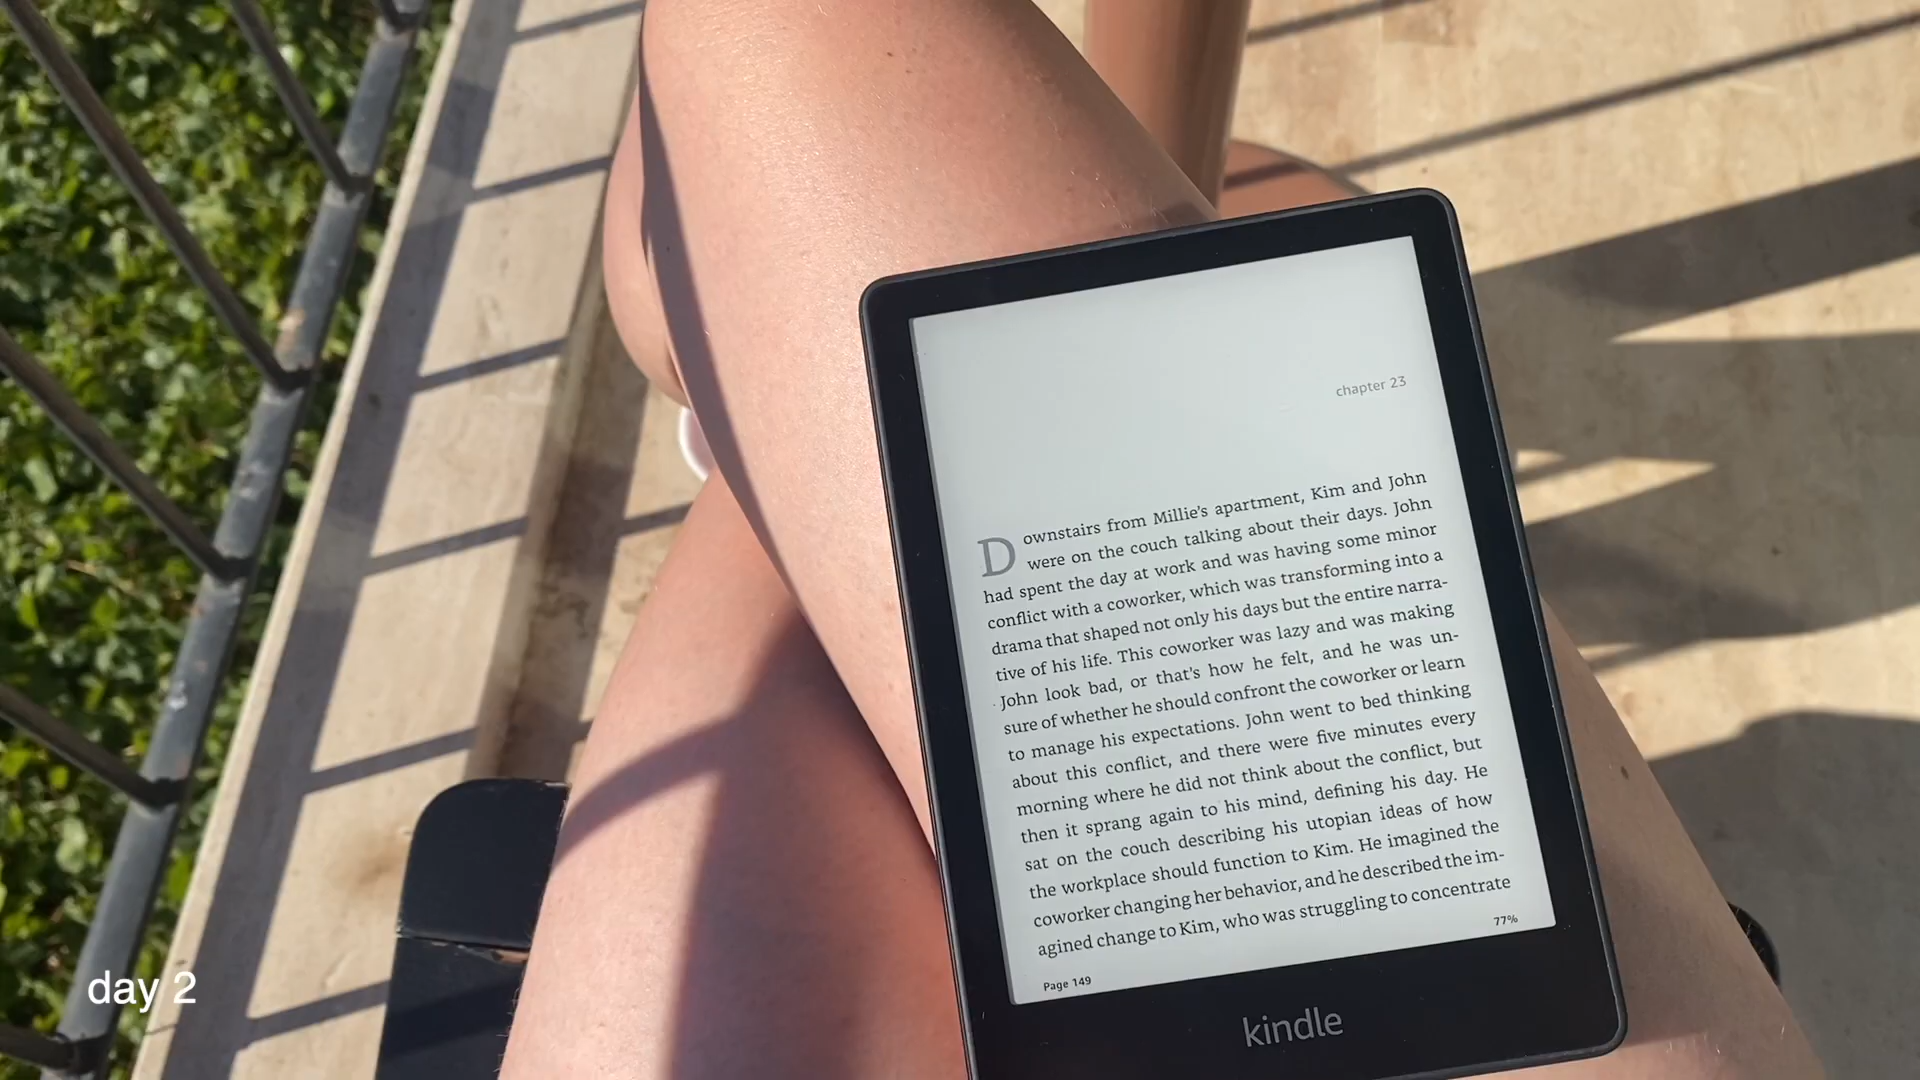 chapter 23
Downstairs from Millie's apartment, Kim and John
were on the couch talking about their days. John
had spent the day at work and was having some minor
conflict with a coworker, which was transforming into a
drama that shaped not only his days but the entire narra-
tive of his life. This coworker was lazy and was making
John look bad, or that's how he felt, and he was un-
sure of whether he should confront the coworker or learn
to manage his expectations. John went to bed thinking
about this conflict, and there were five minutes every
morning where he did not think about the conflict, but
then it sprang again to his mind, defining his day. He
sat on the couch describing his utopian ideas of how
the workplace should function to Kim. He imagined the
coworker changing her behavior, and he described the im-
agined change to Kim, who was struggling to concentrate
Page 149
77%
kindle
day 2